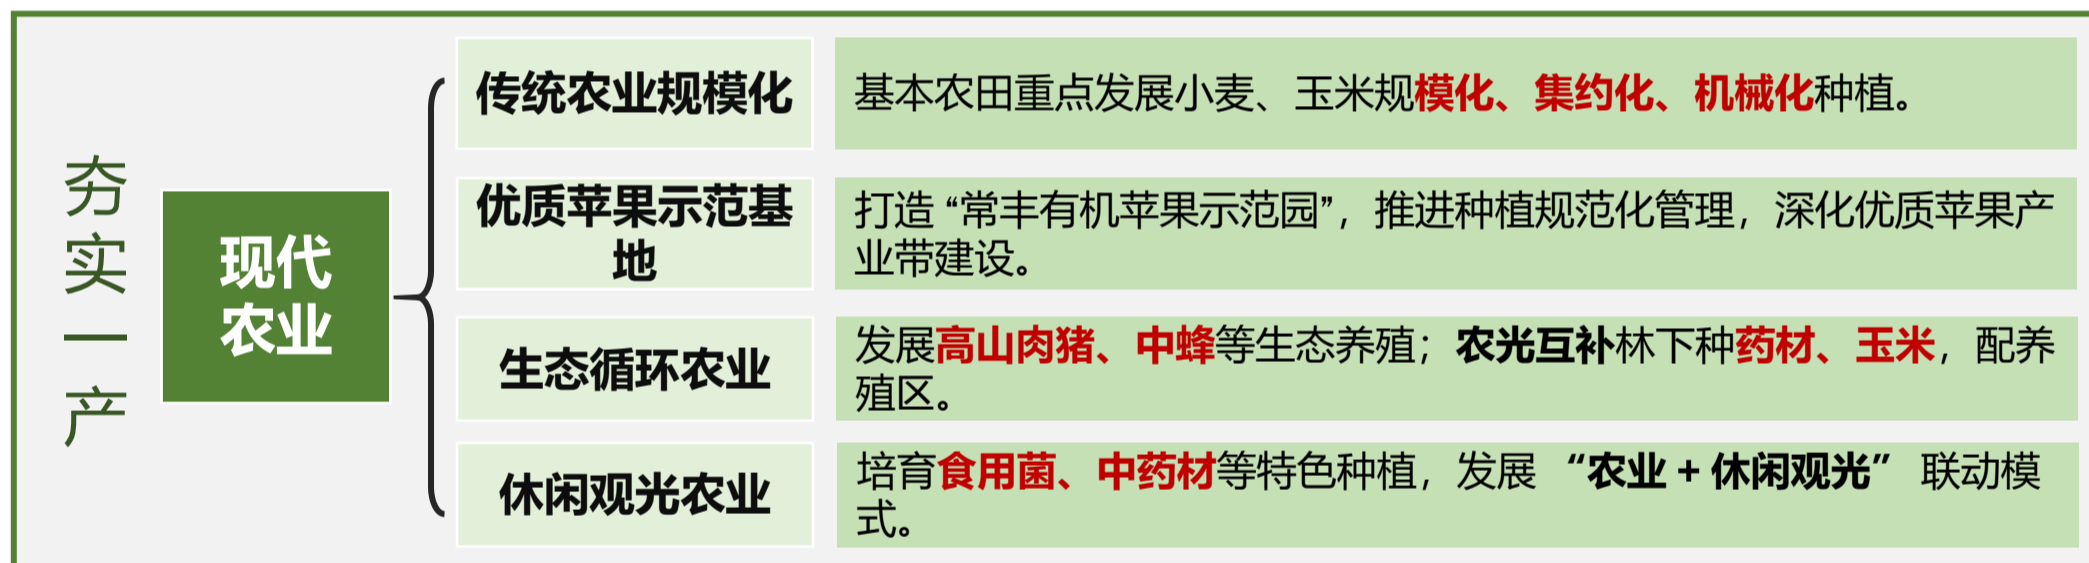 夯实一产
现代
农业
传统农业规模化
基本农田重点发展小麦、玉米规模化、集约化、机械化种植。
优质苹果示范基
地
打造 “常丰有机苹果示范园”，推进种植规范化管理，深化优质苹果产
业带建设。
生态循环农业
发展高山肉猪、中蜂等生态养殖；农光互补林下种药材、玉米，配养
殖区。
休闲观光农业
培育食用菌、中药材等特色种植，发展 “农业 + 休闲观光” 联动模
式。